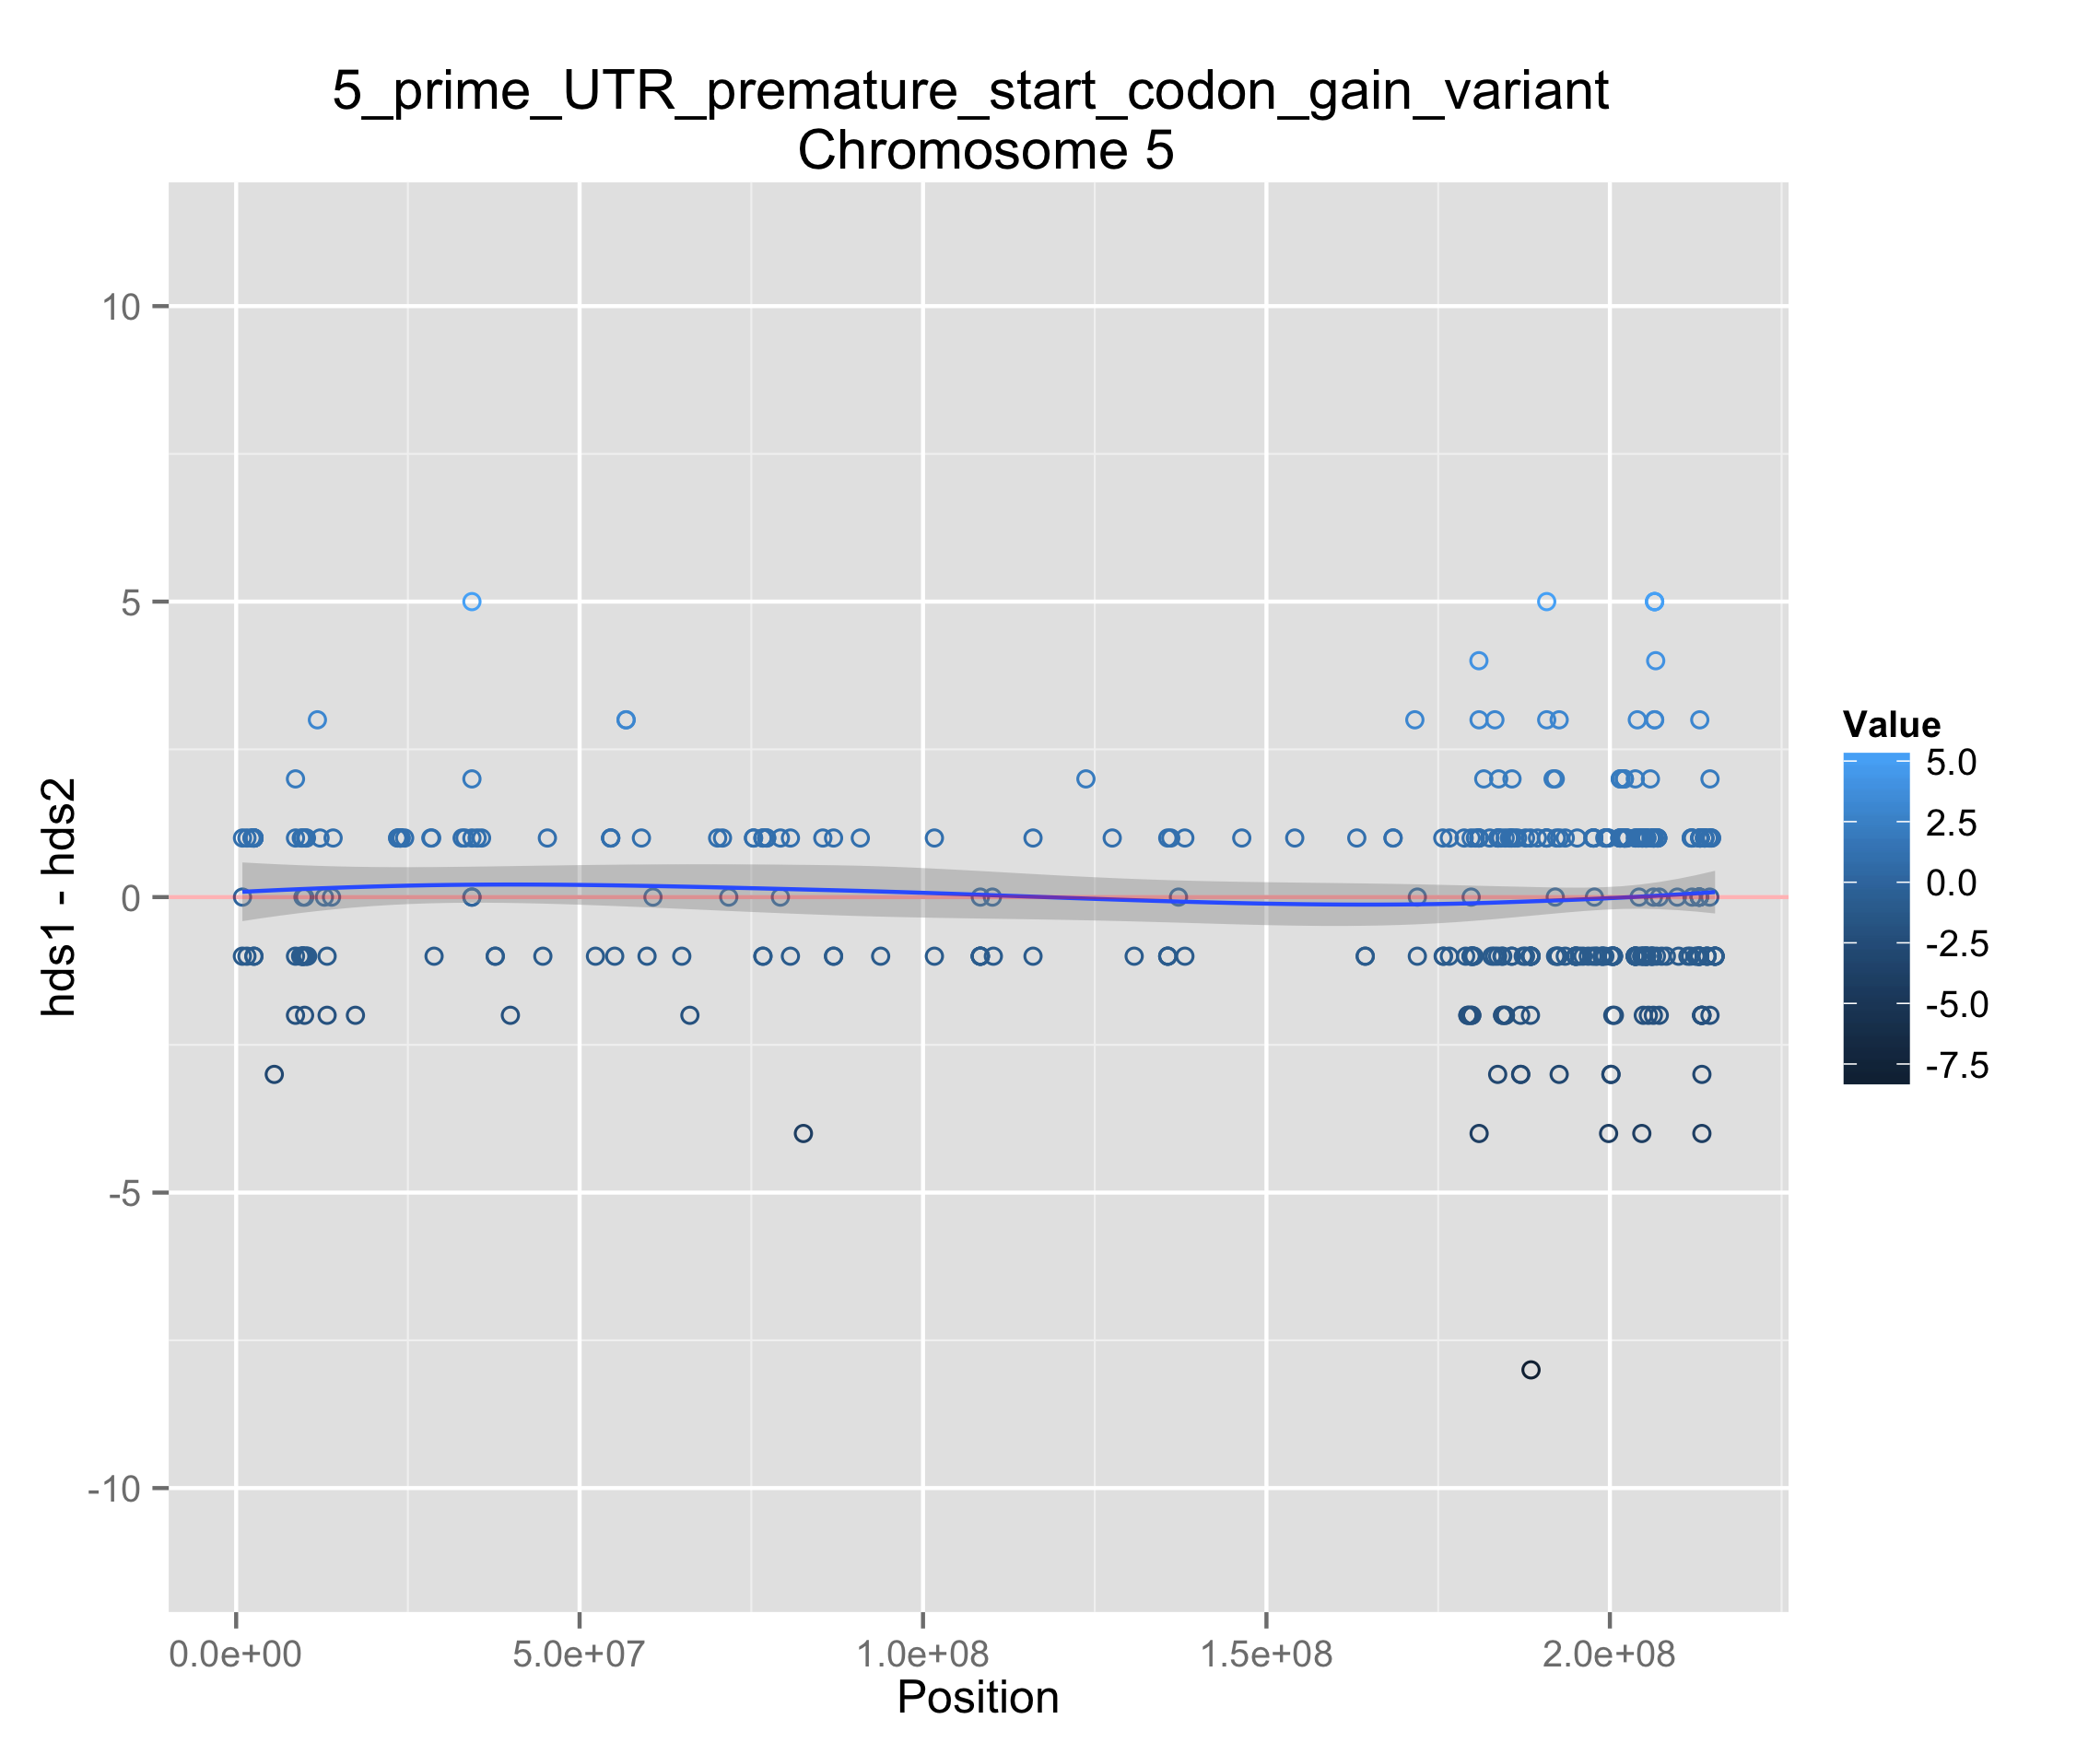 5_prime_UTR_premature_start_codon_gain_variant
Chromosome 5
hds1 - hds2
10
5
0
-5
-10
0.0e+00 5.0e+07 1.0e+08 1.5e+08 2.0e+08
Position
Value
5.0
2.5
0.0
-2.5
-5.0
-7.5